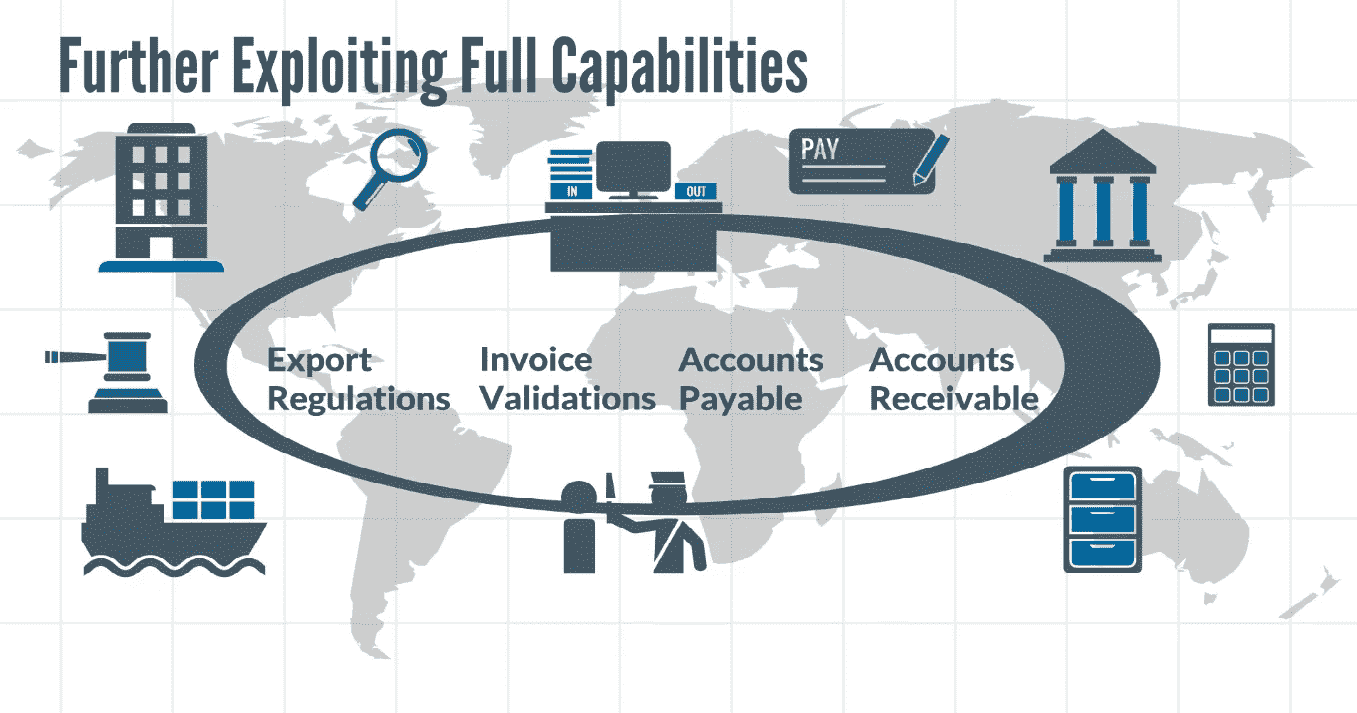 Further Exploiting Full Capabilities
IN
OUT
PAY
Export
Regulations
Invoice
Validations
Accounts
Payable
Accounts
Receivable